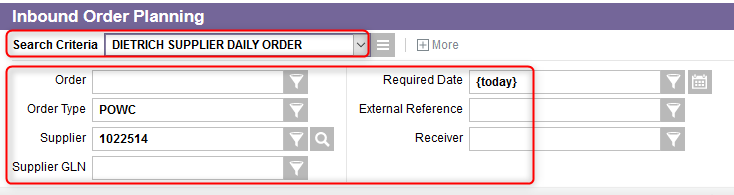 Inbound Order Planning
Search Criteria DIETRICH SUPPLIER DAILY ORDER More
Order Required Date {today}
Order Type POWC External Reference
Supplier 1022514 Receiver
Supplier GLN